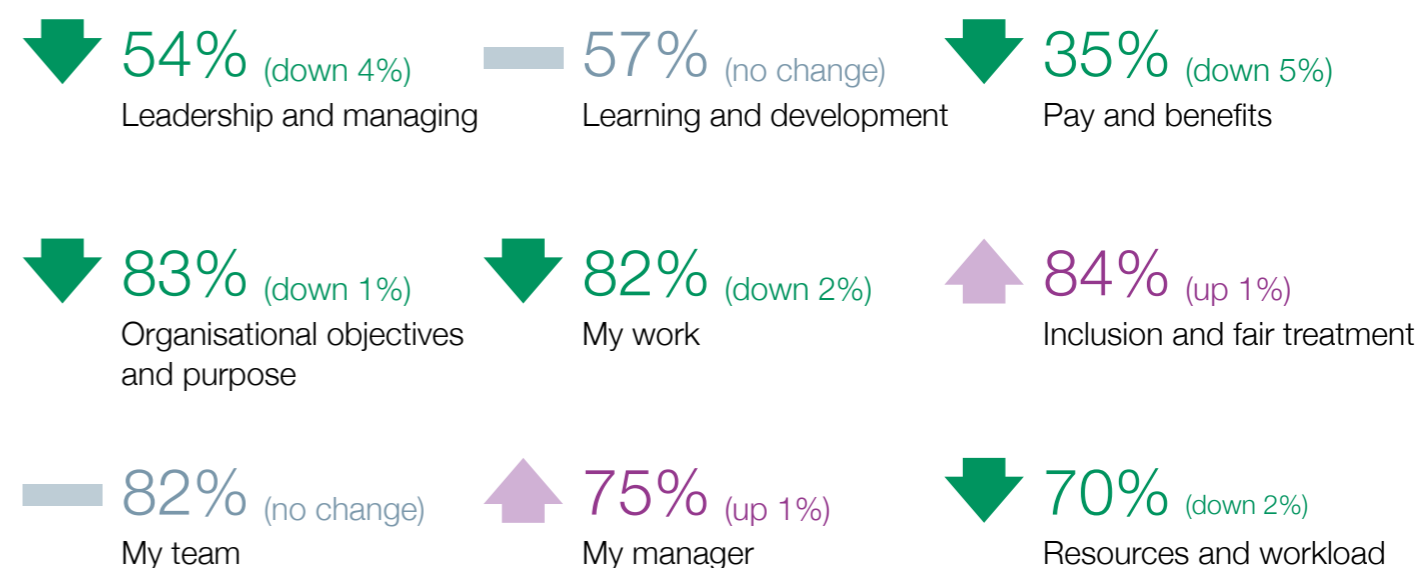 54% (down 4%)
Leadership and managing
57% (no change)
Learning and development
35% (down 5%)
Pay and benefits
83% (down 1%)
Organisational objectives
and purpose
82% (down 2%)
My work
84% (up 1%)
Inclusion and fair treatment
82% (no change)
My team
75% (up 1%)
My manager
70% (down 2%)
Resources and workload